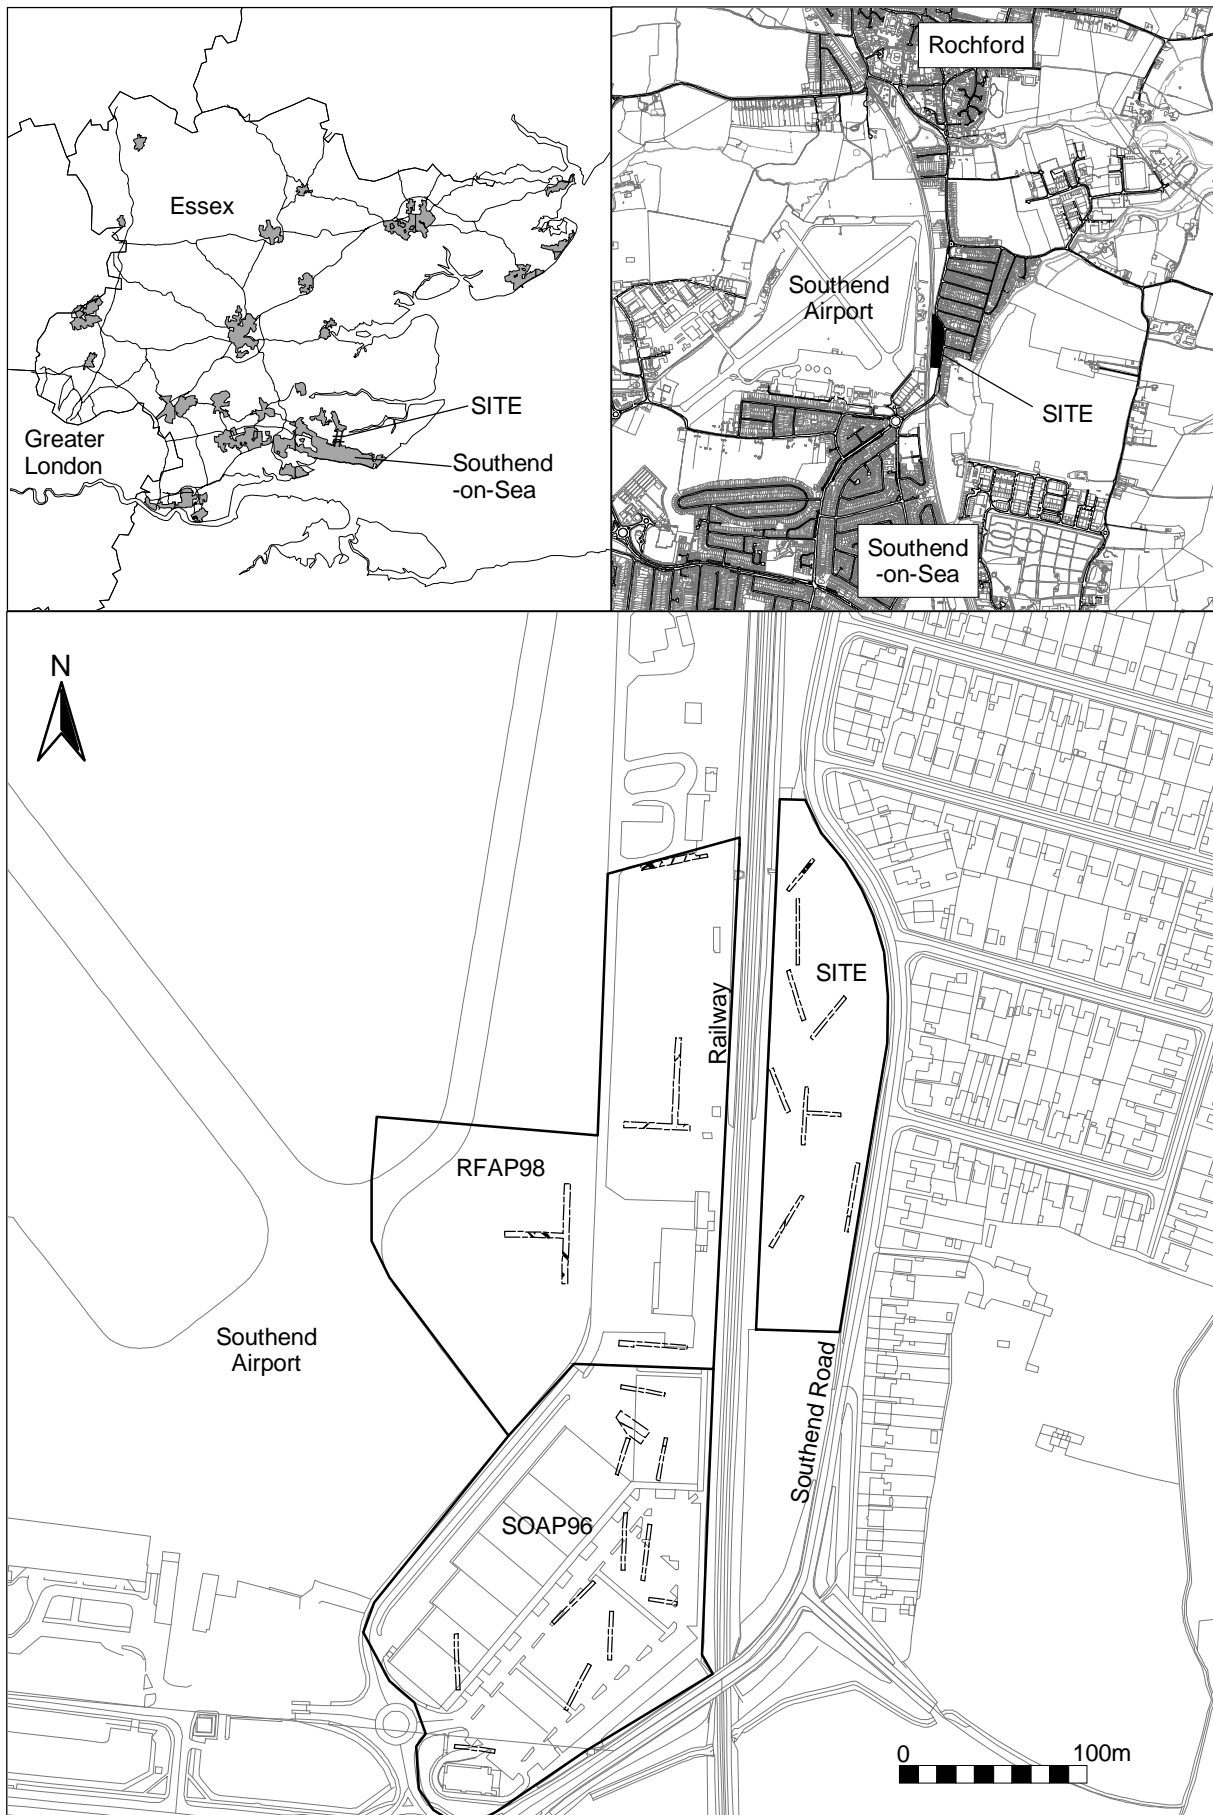 Essex
Greater
London
SITE
Southend
-on-Sea
Rochford
Southend
Airport
SITE
Southend
-on-Sea
N
SITE
Railway
RFAP98
Southend
Airport
Southend Road
SOAP96
0 100m